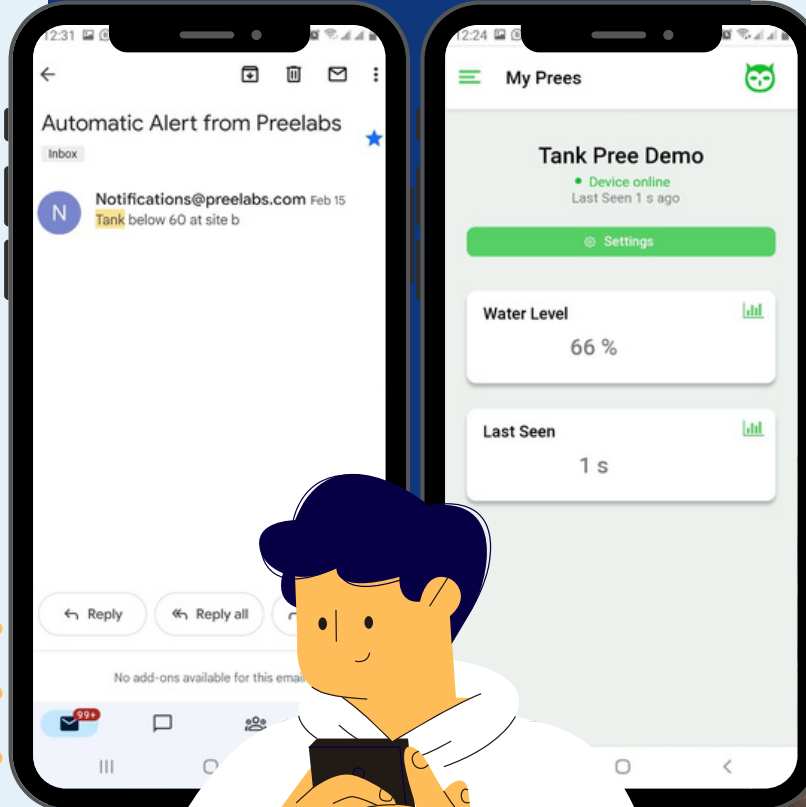 12:31
Automatic Alert from Preelabs
Inbox
N
Notifications@preelabs.com Feb 15
Tank below 60 at site b
Reply
Reply all
No add-ons available for this email
99+
12:24
My Prees
Tank Pree Demo
Device online
Last Seen 1 s ago
Settings
Water Level
66 %
Last Seen
1 s